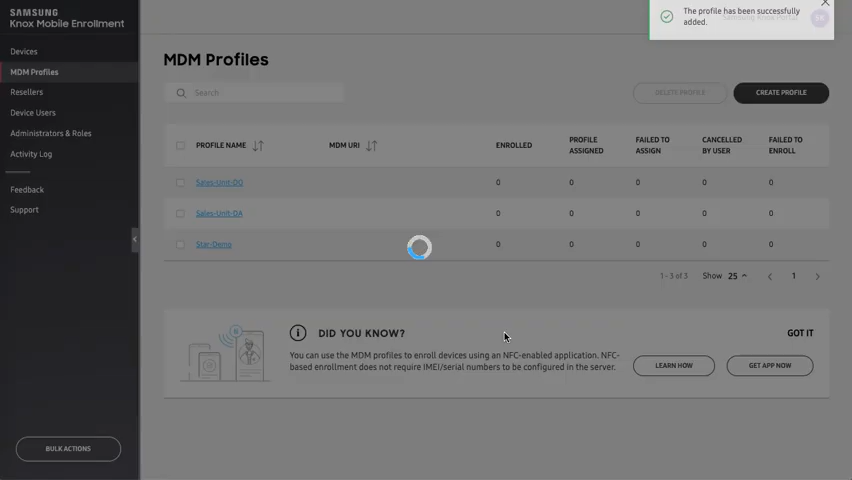 SAMSUNG
Knox Mobile Enrollment
Devices
MDM Profiles
Resellers
Device Users
Administrators & Roles
Activity Log
Feedback
Support
BULK ACTIONS
The profile has been successfully
added.
Samsung Knox Portal
SK
MDM Profiles
Search
DELETE PROFILE
CREATE PROFILE
PROFILE NAME
MDM URI
ENROLLED
PROFILE
ASSIGNED
FAILED TO
ASSIGN
CANCELLED
BY USER
FAILED TO
ENROLL
Sales-Unit-DO 0 0 0 0 0
Sales-Unit-DA 0 0 0 0 0
Star-Demo 0 0 0 0 0
1 - 3 of 3 Show 25 1
DID YOU KNOW?
GOT IT
You can use the MDM profiles to enroll devices using an NFC-enabled application. NFC-
based enrollment does not require IMEI/serial numbers to be configured in the server.
LEARN HOW
GET APP NOW